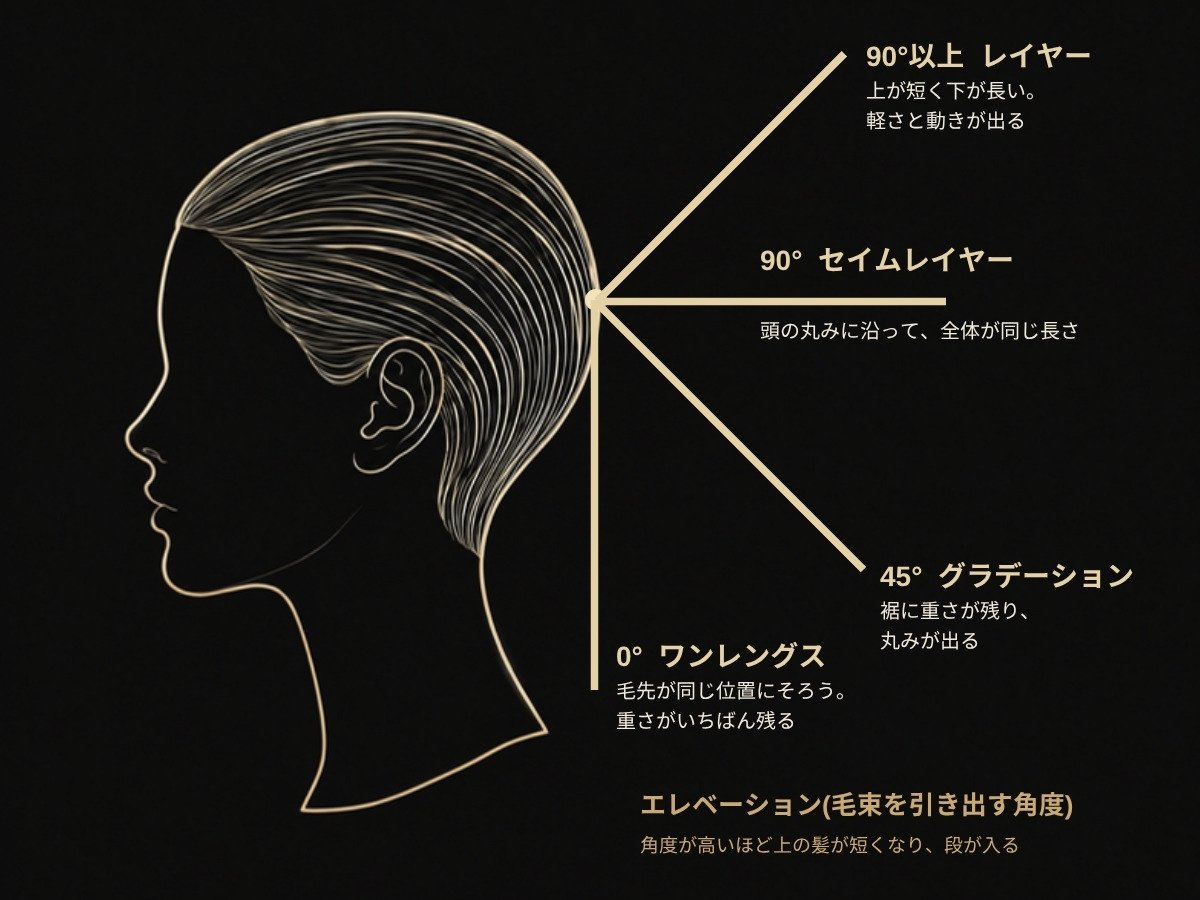 90°以上 レイヤー
上が短く下が長い。
軽さと動きが出る
90° セイムレイヤー
頭の丸みに沿って、全体が同じ長さ
45° グラデーション
裾に重さが残り、
丸みが出る
0° ワンレングス
毛先が同じ位置にそろう。
重さがいちばん残る
エレベーション(毛束を引き出す角度)
角度が高いほど上の髪が短くなり、段が入る